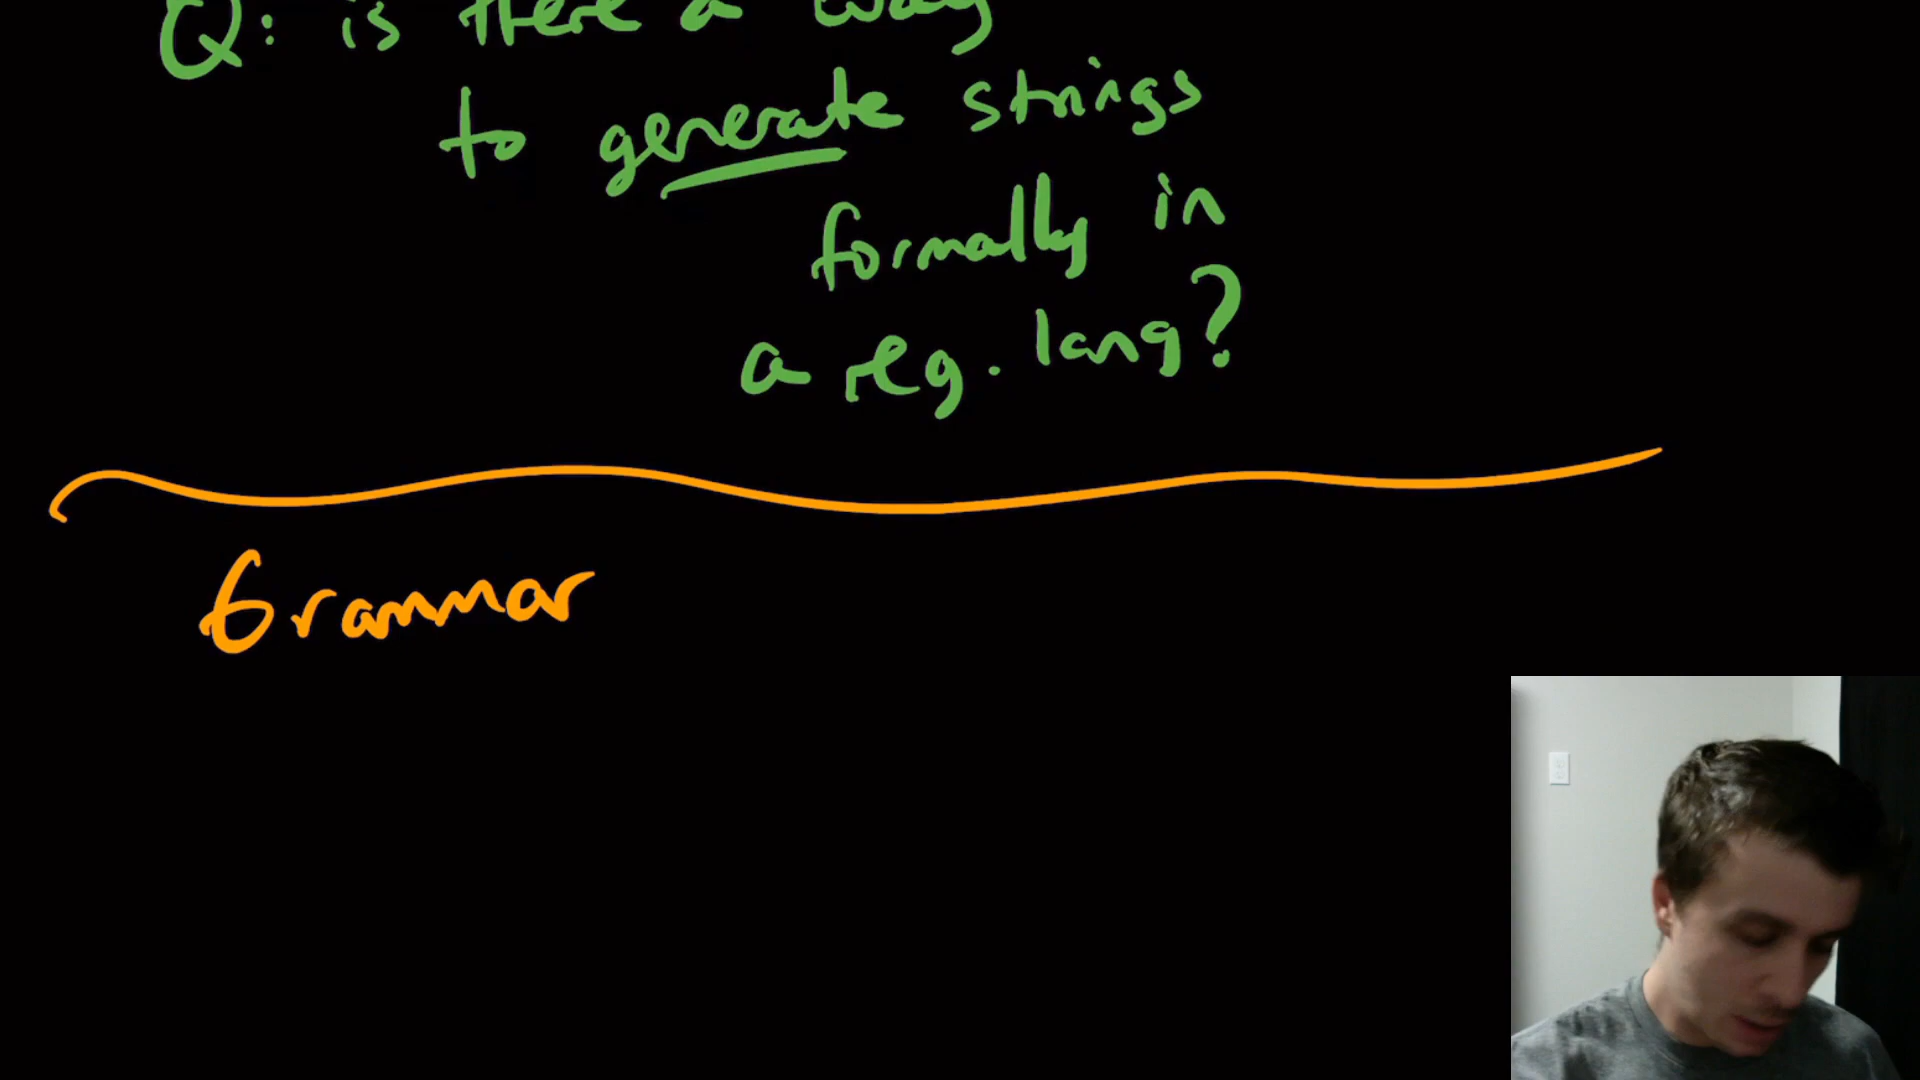 Q: is there a way
to generate strings
formally in
a reg. lang?
Grammar